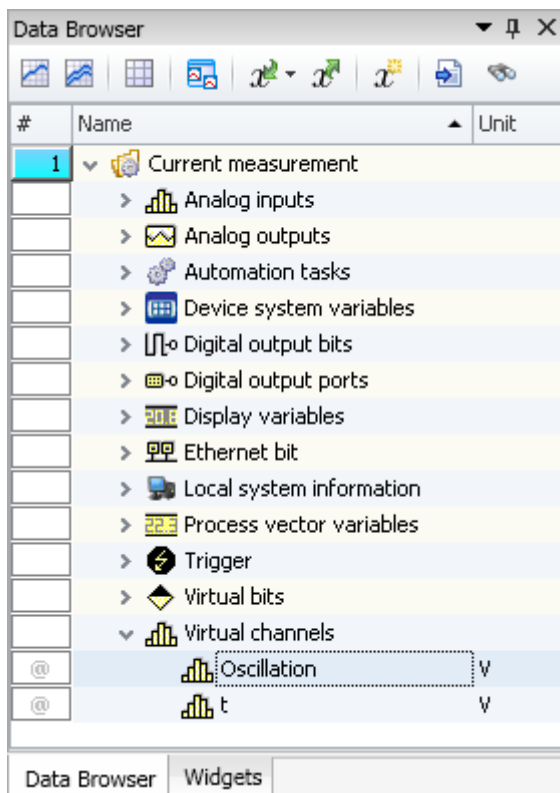 Data Browser
# Name Unit
1 Current measurement
Analog inputs
Analog outputs
Automation tasks
Device system variables
Digital output bits
Digital output ports
Display variables
Ethernet bit
Local system information
Process vector variables
Trigger
Virtual bits
Virtual channels
@ Oscillation V
@ t V
Data Browser Widgets